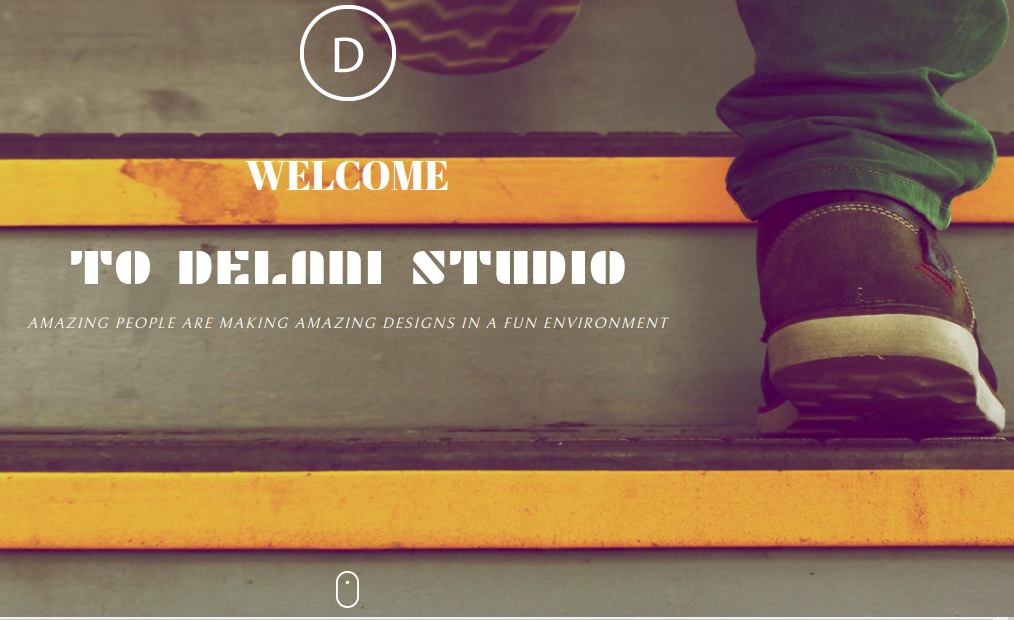 D
WELCOME
TO DELANI STUDIO
AMAZING PEOPLE ARE MAKING AMAZING DESIGNS IN A FUN ENVIRONMENT